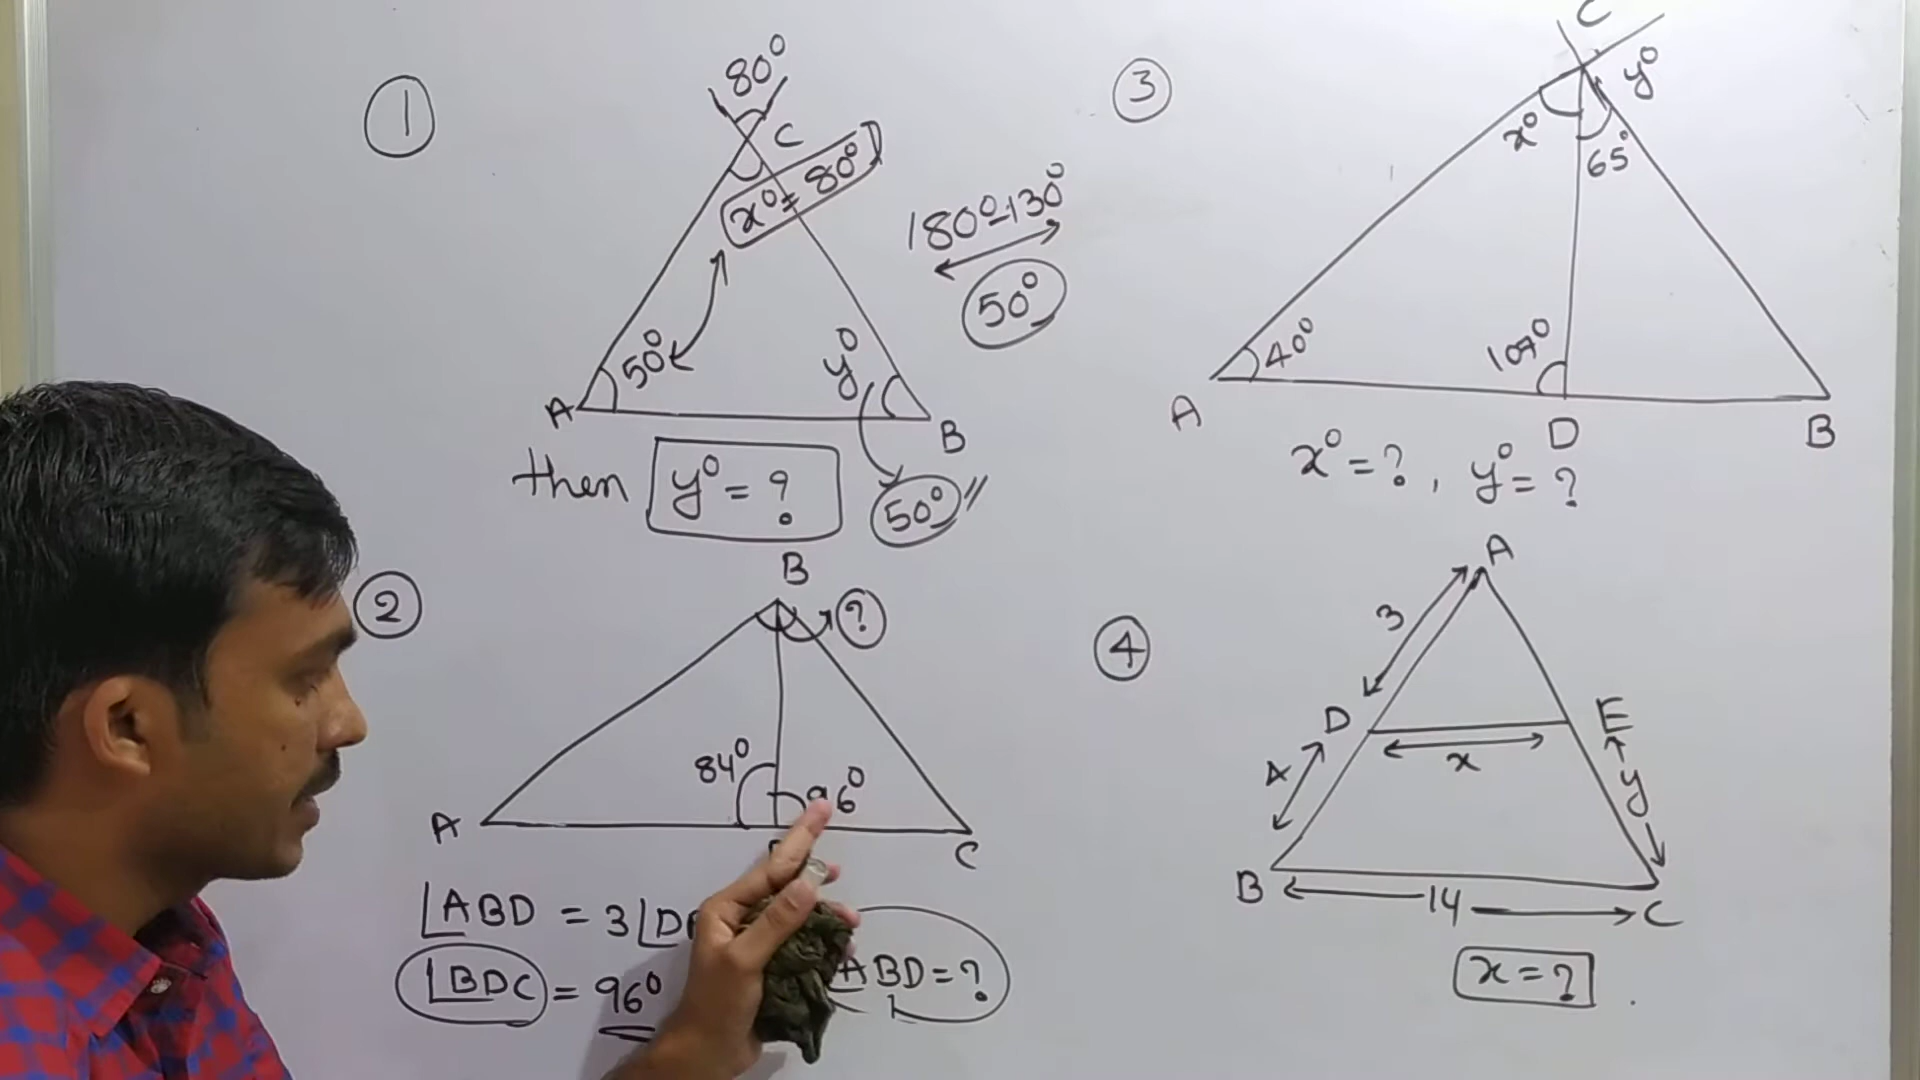 1
80°
C
x° = 80°
180° - 130°
50°
50°
y°
A
B
then y° = ?
50°
2
B
?
84°
96°
A
C
∠ABD = 3∠D
∠BDC = 96°
ABD = ?
3
C
y°
x°
65°
40°
107°
A
D
B
x° = ?, y° = ?
4
A
3
D
E
x
4
y
B
14
C
x = ?